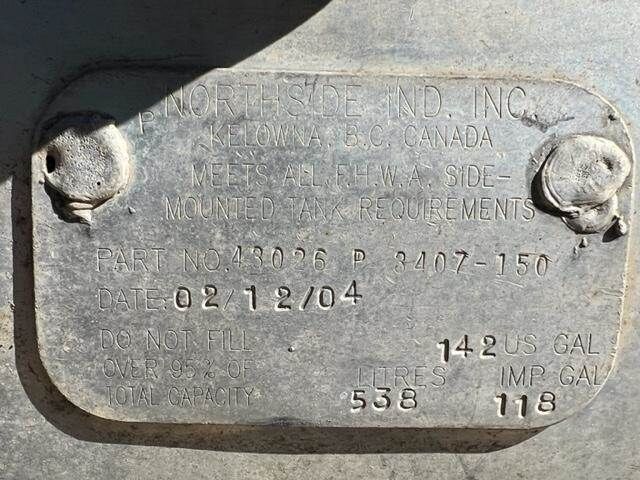 NORTHSIDE IND. INC.
KELOWNA, B.C. CANADA
MEETS ALL F.H.W.A. SIDE-
MOUNTED TANK REQUIREMENTS
PART NO. 43026 P 3407-150
DATE: 02/12/04
DO NOT FILL
OVER 95% OF
TOTAL CAPACITY
142 US GAL
LITRES IMP GAL
538 118